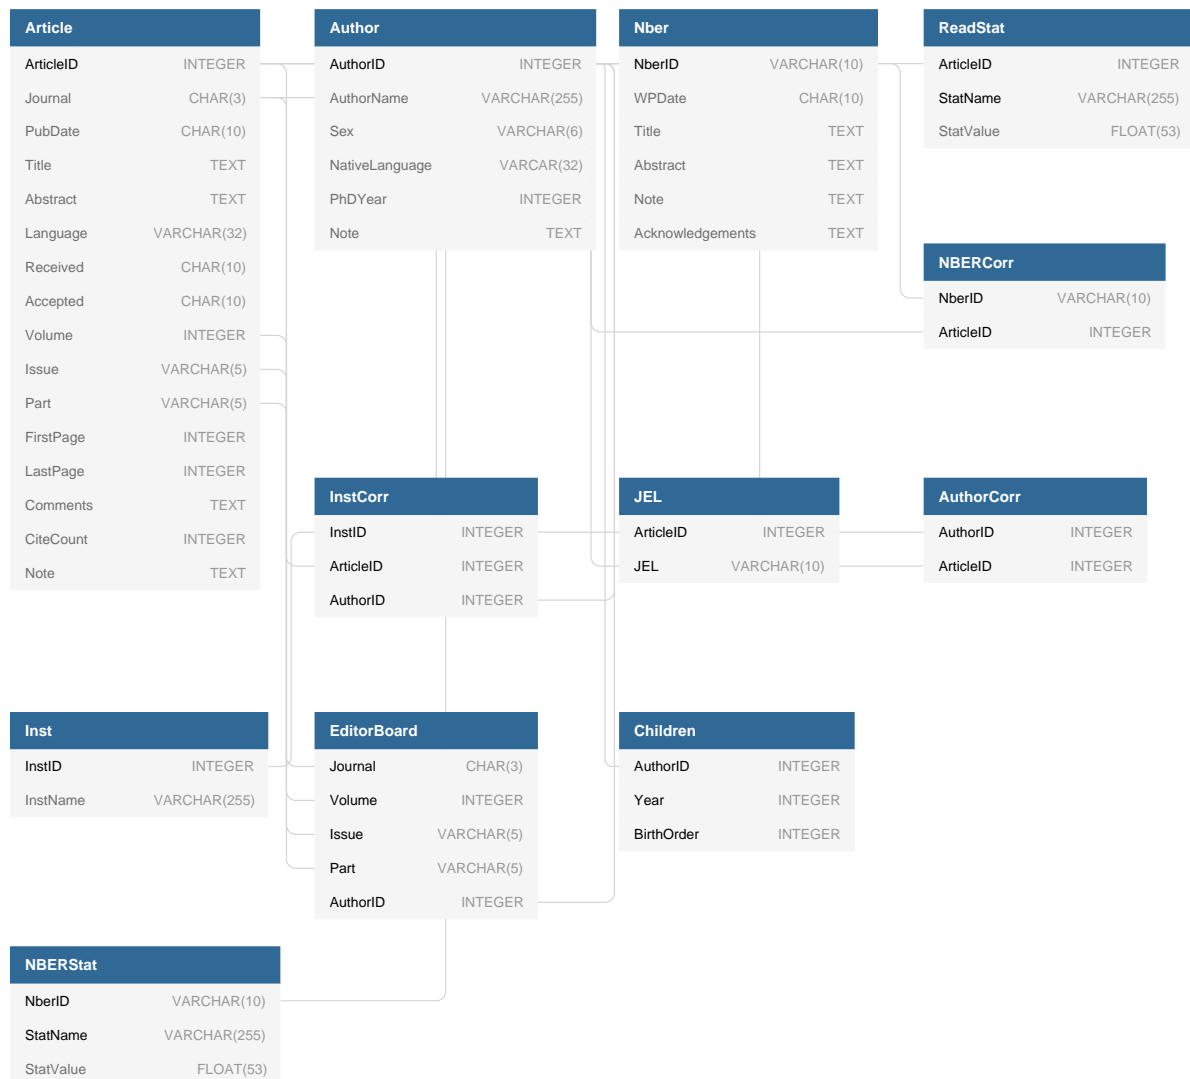 Article
ArticleID INTEGER
Journal CHAR(3)
PubDate CHAR(10)
Title TEXT
Abstract TEXT
Language VARCHAR(32)
Received CHAR(10)
Accepted CHAR(10)
Volume INTEGER
Issue VARCHAR(5)
Part VARCHAR(5)
FirstPage INTEGER
LastPage INTEGER
Comments TEXT
CiteCount INTEGER
Note TEXT
Author
AuthorID INTEGER
AuthorName VARCHAR(255)
Sex VARCHAR(6)
NativeLanguage VARCAR(32)
PhDYear INTEGER
Note TEXT
Nber
NberID VARCHAR(10)
WPDate CHAR(10)
Title TEXT
Abstract TEXT
Note TEXT
Acknowledgements TEXT
ReadStat
ArticleID INTEGER
StatName VARCHAR(255)
StatValue FLOAT(53)
NBERCorr
NberID VARCHAR(10)
ArticleID INTEGER
InstCorr
InstID INTEGER
ArticleID INTEGER
AuthorID INTEGER
JEL
ArticleID INTEGER
JEL VARCHAR(10)
AuthorCorr
AuthorID INTEGER
ArticleID INTEGER
Inst
InstID INTEGER
InstName VARCHAR(255)
EditorBoard
Journal CHAR(3)
Volume INTEGER
Issue VARCHAR(5)
Part VARCHAR(5)
AuthorID INTEGER
Children
AuthorID INTEGER
Year INTEGER
BirthOrder INTEGER
NBERStat
NberID VARCHAR(10)
StatName VARCHAR(255)
StatValue FLOAT(53)